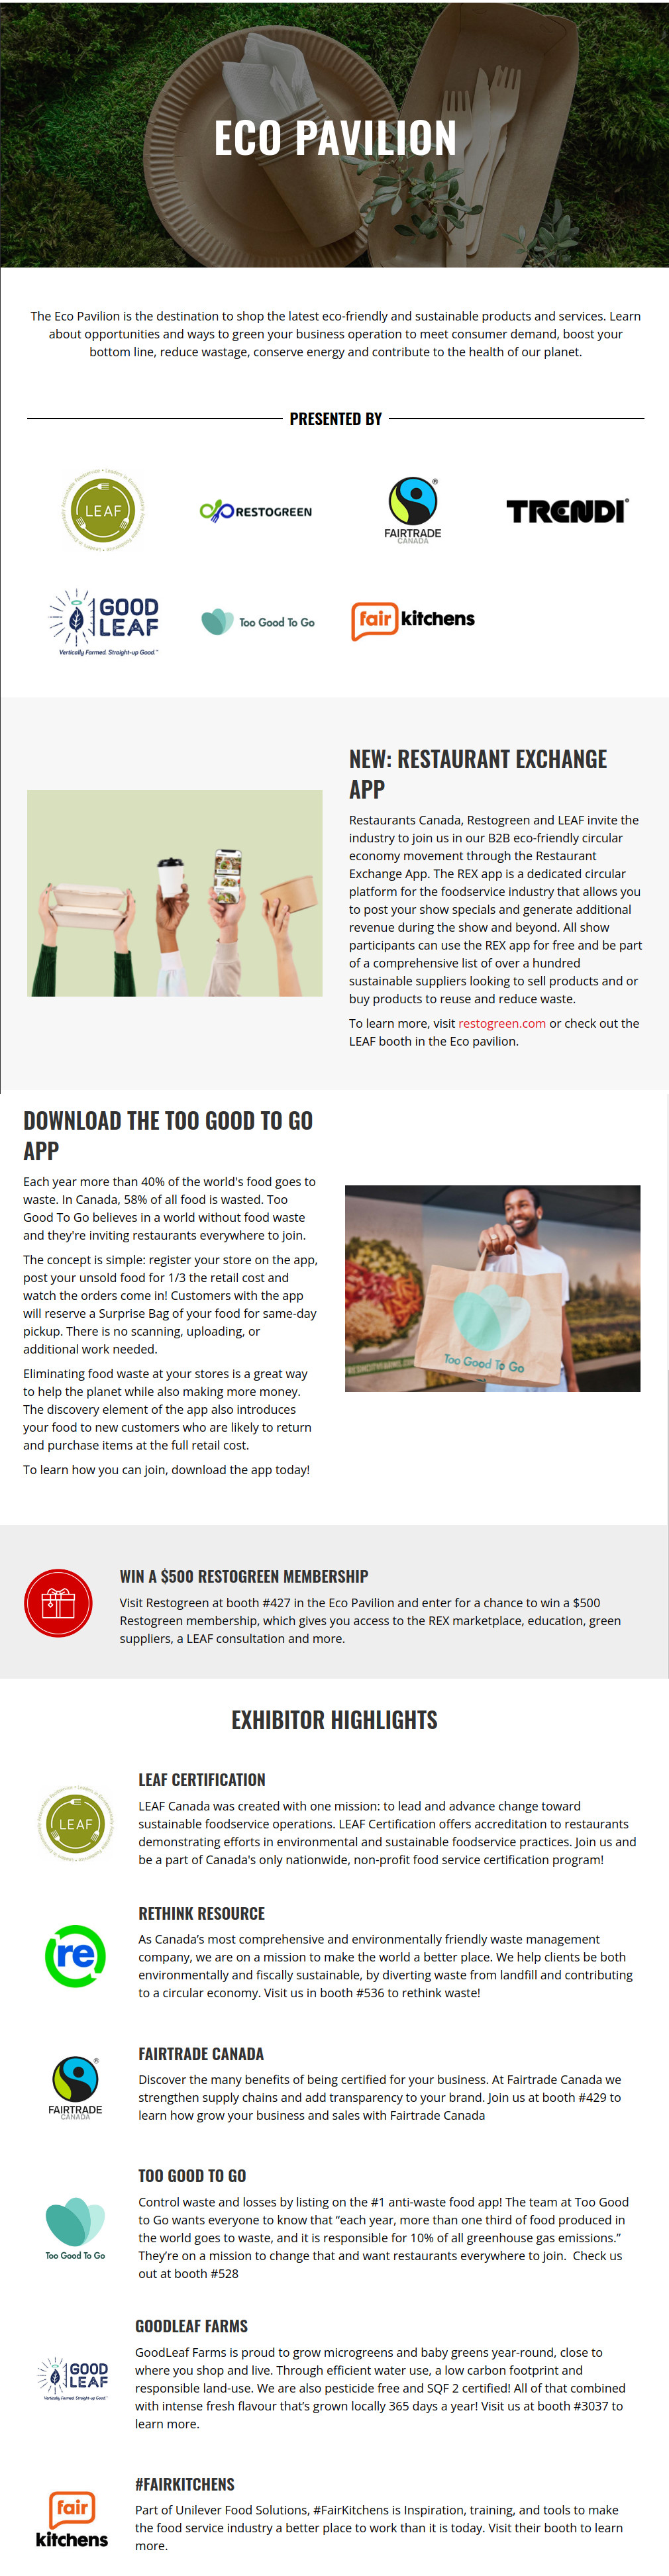 ECO PAVILION
The Eco Pavilion is the destination to shop the latest eco-friendly and sustainable products and services. Learn
about opportunities and ways to green your business operation to meet consumer demand, boost your
bottom line, reduce wastage, conserve energy and contribute to the health of our planet.
PRESENTED BY
LEAF
RESTOGREEN
FAIRTRADE
CANADA
TRENDI
GOOD
LEAF
Vertically Farmed. Straight-up Good.™
Too Good To Go
fair kitchens
NEW: RESTAURANT EXCHANGE
APP
Restaurants Canada, Restogreen and LEAF invite the
industry to join us in our B2B eco-friendly circular
economy movement through the Restaurant
Exchange App. The REX app is a dedicated circular
platform for the foodservice industry that allows you
to post your show specials and generate additional
revenue during the show and beyond. All show
participants can use the REX app for free and be part
of a comprehensive list of over a hundred
sustainable suppliers looking to sell products and or
buy products to reuse and reduce waste.
To learn more, visit restogreen.com or check out the
LEAF booth in the Eco pavilion.
DOWNLOAD THE TOO GOOD TO GO
APP
Each year more than 40% of the world's food goes to
waste. In Canada, 58% of all food is wasted. Too
Good To Go believes in a world without food waste
and they're inviting restaurants everywhere to join.
The concept is simple: register your store on the app,
post your unsold food for 1/3 the retail cost and
watch the orders come in! Customers with the app
will reserve a Surprise Bag of your food for same-day
pickup. There is no scanning, uploading, or
additional work needed.
Eliminating food waste at your stores is a great way
to help the planet while also making more money.
The discovery element of the app also introduces
your food to new customers who are likely to return
and purchase items at the full retail cost.
To learn how you can join, download the app today!
Too Good To Go
WIN A $500 RESTOGREEN MEMBERSHIP
Visit Restogreen at booth #427 in the Eco Pavilion and enter for a chance to win a $500
Restogreen membership, which gives you access to the REX marketplace, education, green
suppliers, a LEAF consultation and more.
EXHIBITOR HIGHLIGHTS
LEAF
LEAF CERTIFICATION
LEAF Canada was created with one mission: to lead and advance change toward
sustainable foodservice operations. LEAF Certification offers accreditation to restaurants
demonstrating efforts in environmental and sustainable foodservice practices. Join us and
be a part of Canada's only nationwide, non-profit food service certification program!
re
RETHINK RESOURCE
As Canada's most comprehensive and environmentally friendly waste management
company, we are on a mission to make the world a better place. We help clients be both
environmentally and fiscally sustainable, by diverting waste from landfill and contributing
to a circular economy. Visit us in booth #536 to rethink waste!
FAIRTRADE
CANADA
FAIRTRADE CANADA
Discover the many benefits of being certified for your business. At Fairtrade Canada we
strengthen supply chains and add transparency to your brand. Join us at booth #429 to
learn how grow your business and sales with Fairtrade Canada
Too Good To Go
TOO GOOD TO GO
Control waste and losses by listing on the #1 anti-waste food app! The team at Too Good
to Go wants everyone to know that “each year, more than one third of food produced in
the world goes to waste, and it is responsible for 10% of all greenhouse gas emissions.”
They're on a mission to change that and want restaurants everywhere to join. Check us
out at booth #528
GOOD
LEAF
Vertically Farmed. Straight-up Good.™
GOODLEAF FARMS
GoodLeaf Farms is proud to grow microgreens and baby greens year-round, close to
where you shop and live. Through efficient water use, a low carbon footprint and
responsible land-use. We are also pesticide free and SQF 2 certified! All of that combined
with intense fresh flavour that's grown locally 365 days a year! Visit us at booth #3037 to
learn more.
fair
kitchens
#FAIRKITCHENS
Part of Unilever Food Solutions, #FairKitchens is Inspiration, training, and tools to make
the food service industry a better place to work than it is today. Visit their booth to learn
more.